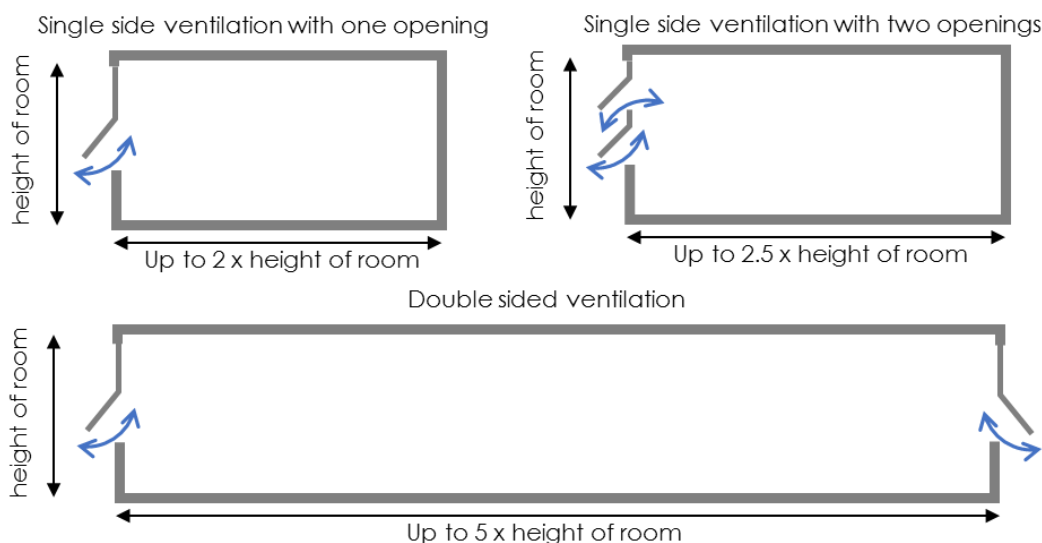 Single side ventilation with one opening
Single side ventilation with two openings
height of room
height of room
Up to 2 x height of room
Up to 2.5 x height of room
Double sided ventilation
height of room
Up to 5 x height of room